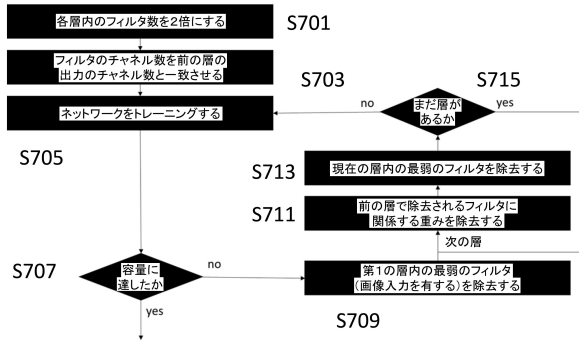 各層内のフィルタ数を2倍にする
S701
フィルタのチャネル数を前の層の
出力のチャネル数と一致させる
S703
S715
ネットワークをトレーニングする
no
まだ層が
あるか
yes
S705
S713
現在の層内の最弱のフィルタを除去する
S711
前の層で除去されるフィルタに
関係する重みを除去する
次の層
S707
容量に
達したか
no
第1の層内の最弱のフィルタ
(画像入力を有する)を除去する
yes
S709